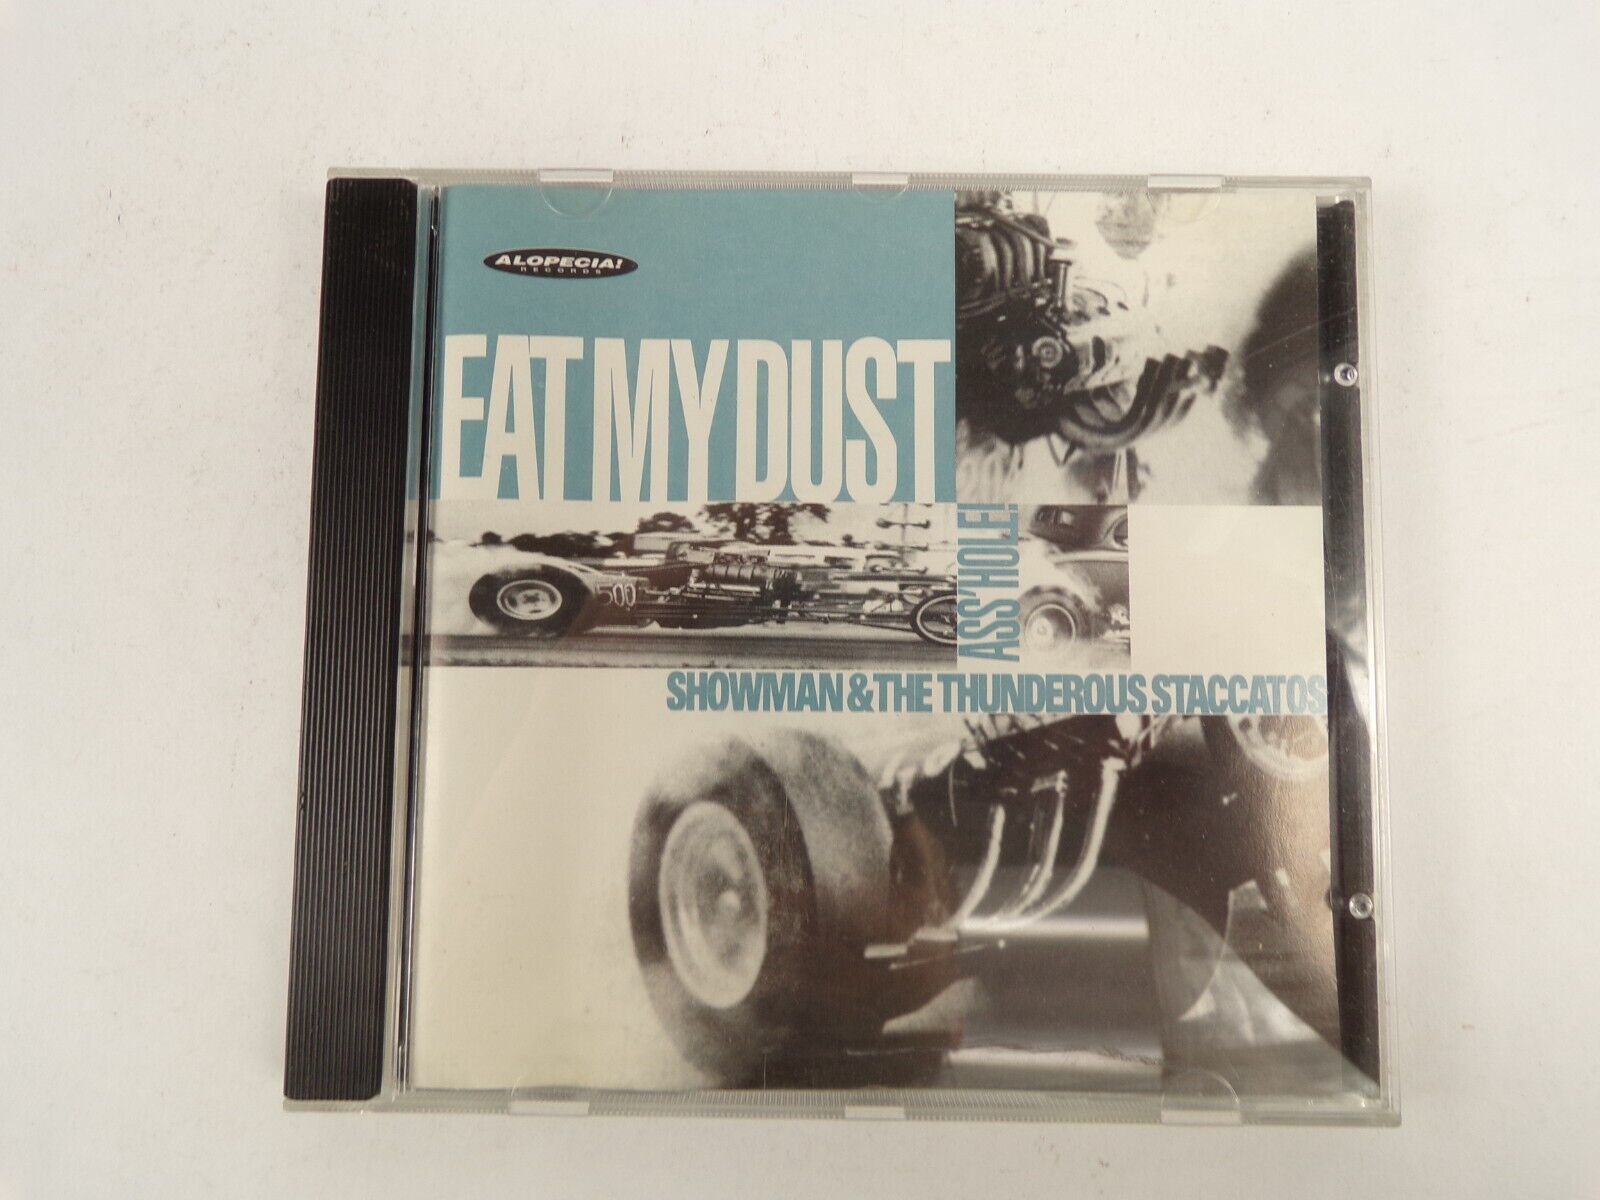 ALOPECIA!
RECORDS
EAT MY DUST
ASS'HOLE!
500
SHOWMAN & THE THUNDEROUS STACCATOS